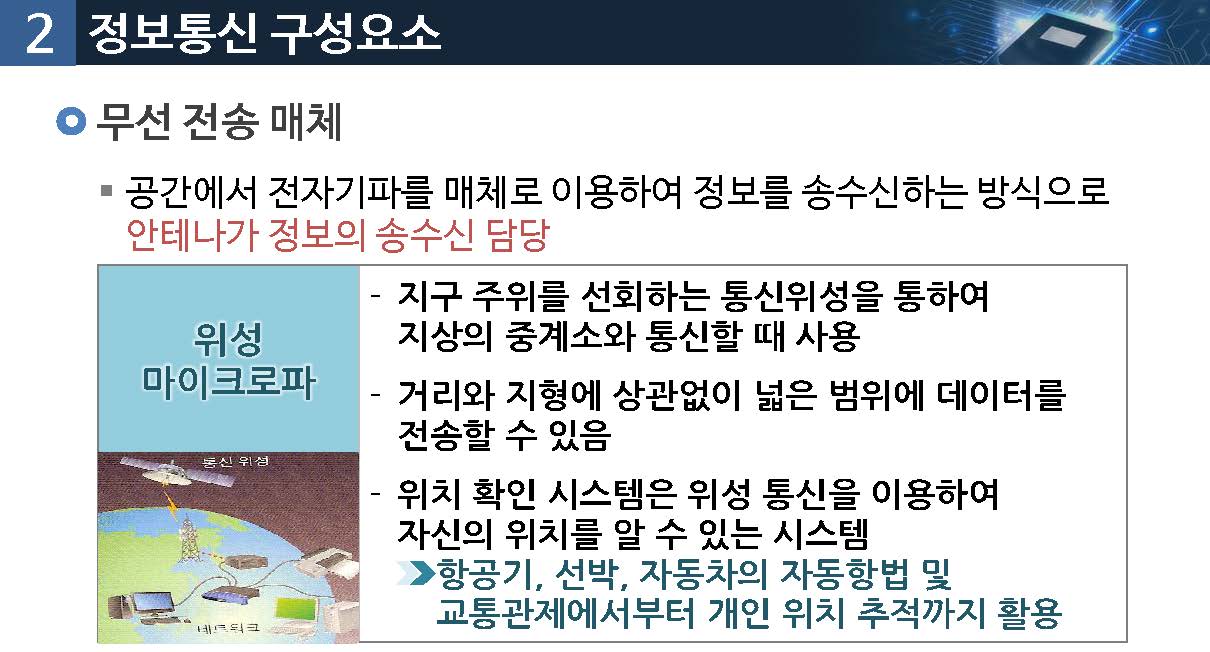 2 정보통신 구성요소
무선 전송 매체
공간에서 전자기파를 매체로 이용하여 정보를 송수신하는 방식으로
안테나가 정보의 송수신 담당
위성
마이크로파
- 지구 주위를 선회하는 통신위성을 통하여
지상의 중계소와 통신할 때 사용
- 거리와 지형에 상관없이 넓은 범위에 데이터를
전송할 수 있음
- 위치 확인 시스템은 위성 통신을 이용하여
자신의 위치를 알 수 있는 시스템
항공기, 선박, 자동차의 자동항법 및
교통관제에서부터 개인 위치 추적까지 활용
통신 위성
네트워크